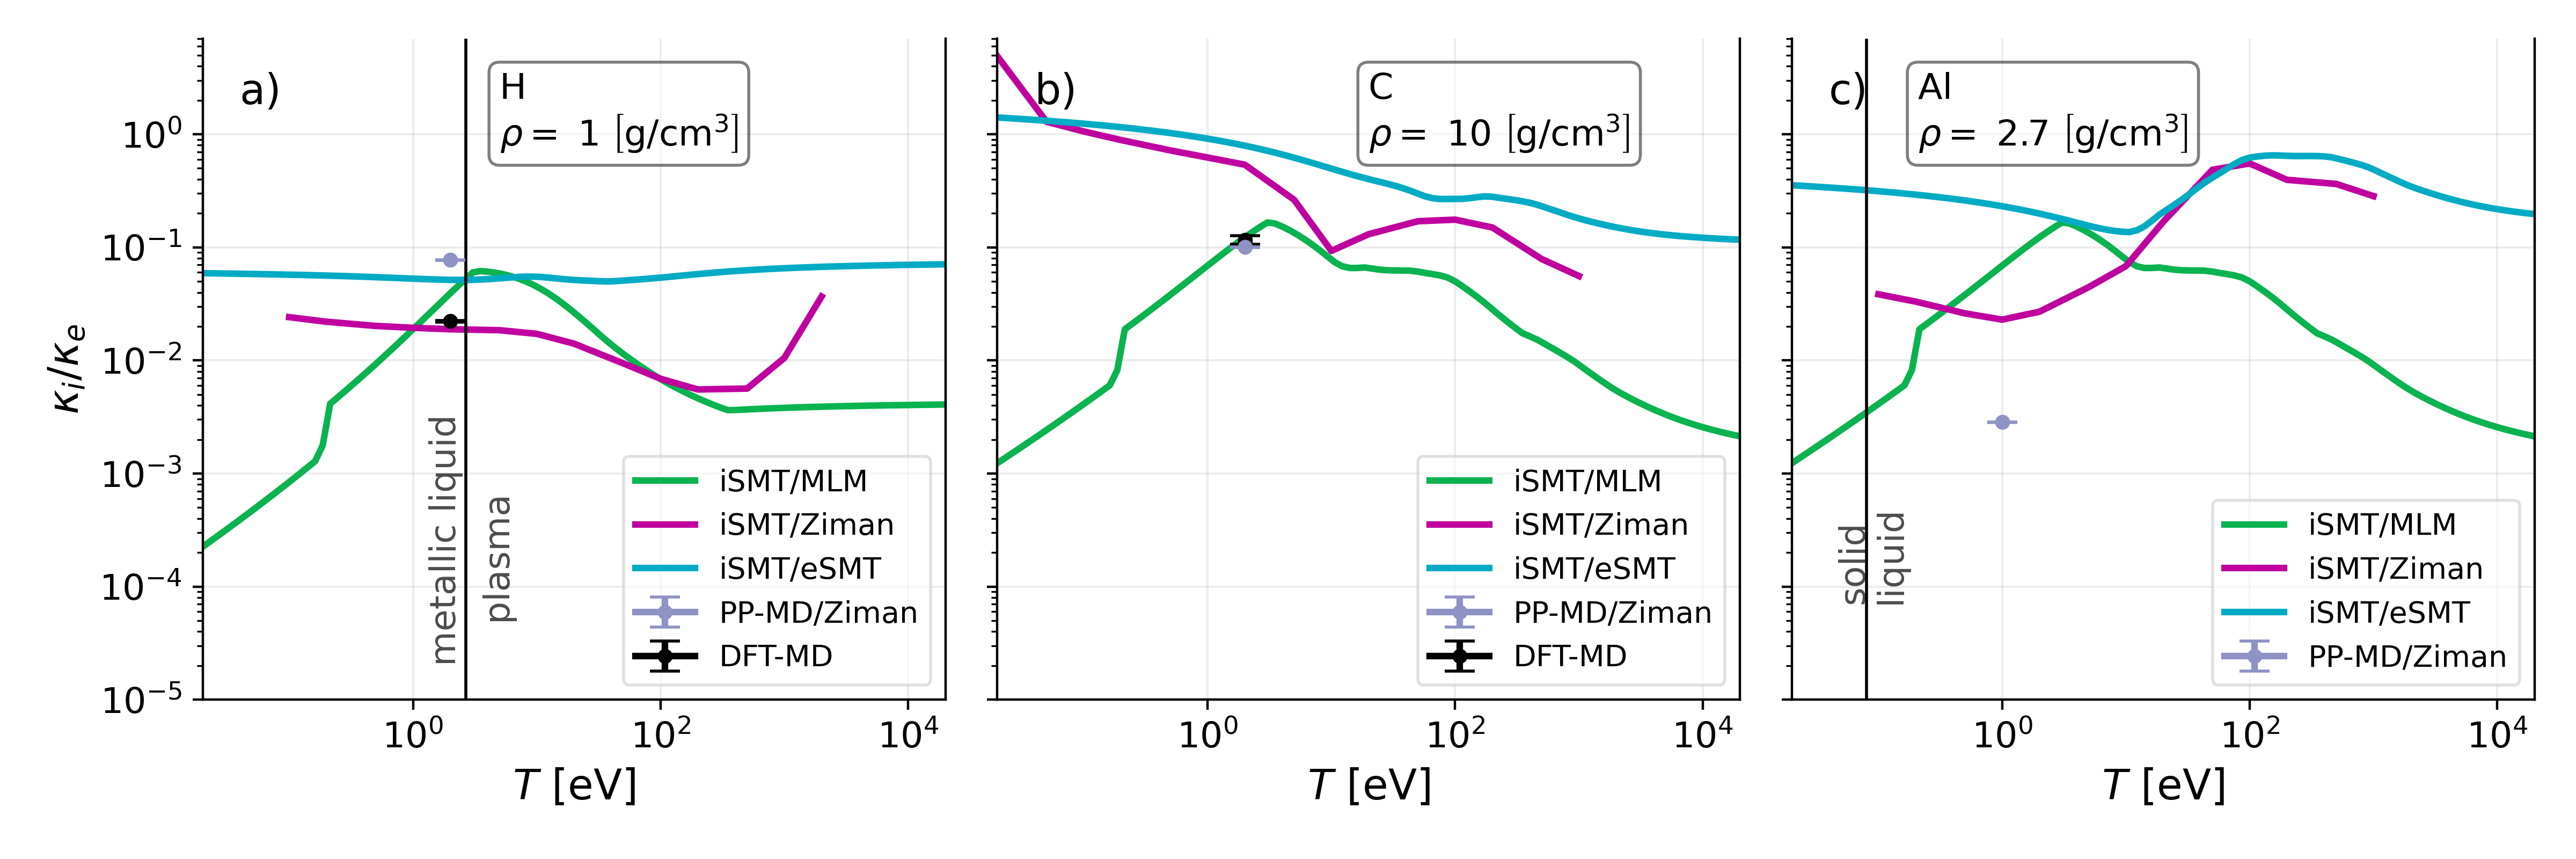 a)
H
ρ = 1 [g/cm³]
κᵢ/κₑ
10⁰
10⁻¹
10⁻²
10⁻³
10⁻⁴
10⁻⁵
metallic liquid
plasma
iSMT/MLM
iSMT/Ziman
iSMT/eSMT
PP-MD/Ziman
DFT-MD
10⁰ 10² 10⁴
T [eV]
b)
C
ρ = 10 [g/cm³]
iSMT/MLM
iSMT/Ziman
iSMT/eSMT
PP-MD/Ziman
DFT-MD
10⁰ 10² 10⁴
T [eV]
c)
Al
ρ = 2.7 [g/cm³]
solid
liquid
iSMT/MLM
iSMT/Ziman
iSMT/eSMT
PP-MD/Ziman
10⁰ 10² 10⁴
T [eV]